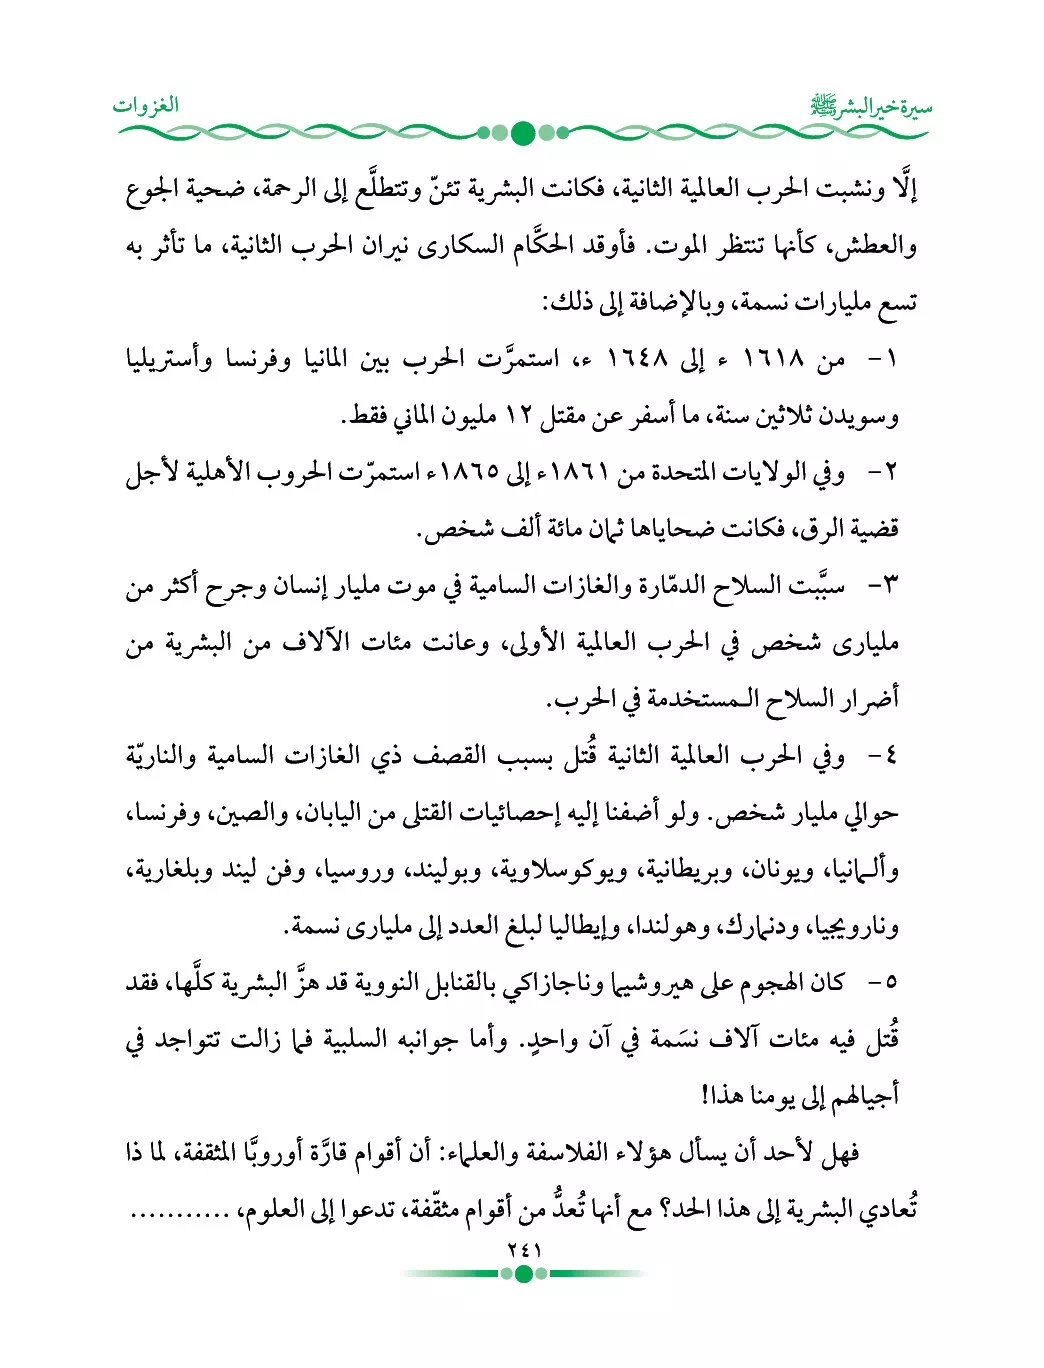 سيرة خير البشر ﷺ
الغزوات
إلَّا ونشبت الحرب العالمية الثانية، فكانت البشرية تئنّ وتتطلَّع إلى الرحمة، ضحية الجوع
والعطش، كأنها تنتظر الموت. فأوقد الحكَّام السكارى نيران الحرب الثانية، ما تأثر به
تسع مليارات نسمة، وبالإضافة إلى ذلك:
١- من ١٦١٨ ء إلى ١٦٤٨ ء، استمرَّت الحرب بين المانيا وفرنسا وأستريليا
وسويدن ثلاثين سنة، ما أسفر عن مقتل ١٢ مليون الماني فقط.
٢- وفي الولايات المتحدة من ١٨٦١ء إلى ١٨٦٥ء استمرّت الحروب الأهلية لأجل
قضية الرق، فكانت ضحاياها ثمان مائة ألف شخص.
٣- سبَّبت السلاح الدمّارة والغازات السامية في موت مليار إنسان وجرح أكثر من
مليارى شخص في الحرب العالمية الأولى، وعانت مئات الآلاف من البشرية من
أضرار السلاح الـمستخدمة في الحرب.
٤- وفي الحرب العالمية الثانية قُتل بسبب القصف ذي الغازات السامية والناريّة
حوالي مليار شخص. ولو أضفنا إليه إحصائيات القتلى من اليابان، والصين، وفرنسا،
وألـمانيا، ويونان، وبريطانية، ويوكوسلاوية، وبوليند، وروسيا، وفن ليند وبلغارية،
ونارويجيا، ودنمارك، وهولندا، وإيطاليا لبلغ العدد إلى مليارى نسمة.
٥- كان الهجوم على هيروشيما وناجازاكي بالقنابل النووية قد هزَّ البشرية كلَّها، فقد
قُتل فيه مئات آلاف نسَمة في آن واحدٍ. وأما جوانبه السلبية فما زالت تتواجد في
أجيالهم إلى يومنا هذا!
فهل لأحد أن يسأل هؤلاء الفلاسفة والعلماء: أن أقوام قارَّة أوروبَّا المثقفة، لما ذا
تُعادي البشرية إلى هذا الحد؟ مع أنها تُعدُّ من أقوام مثقّفة، تدعوا إلى العلوم، ...........
٢٤١